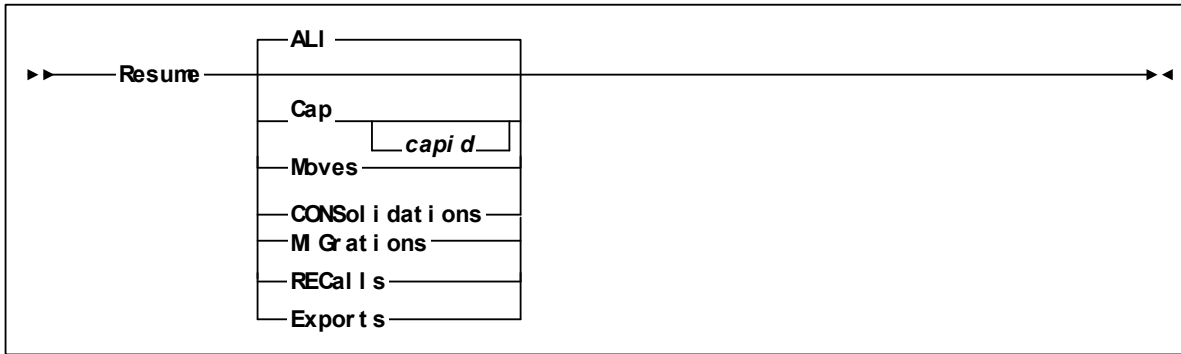 ALl
Resume
Cap
capid
Moves
CONSolidations
MIGrations
RECalls
Exports